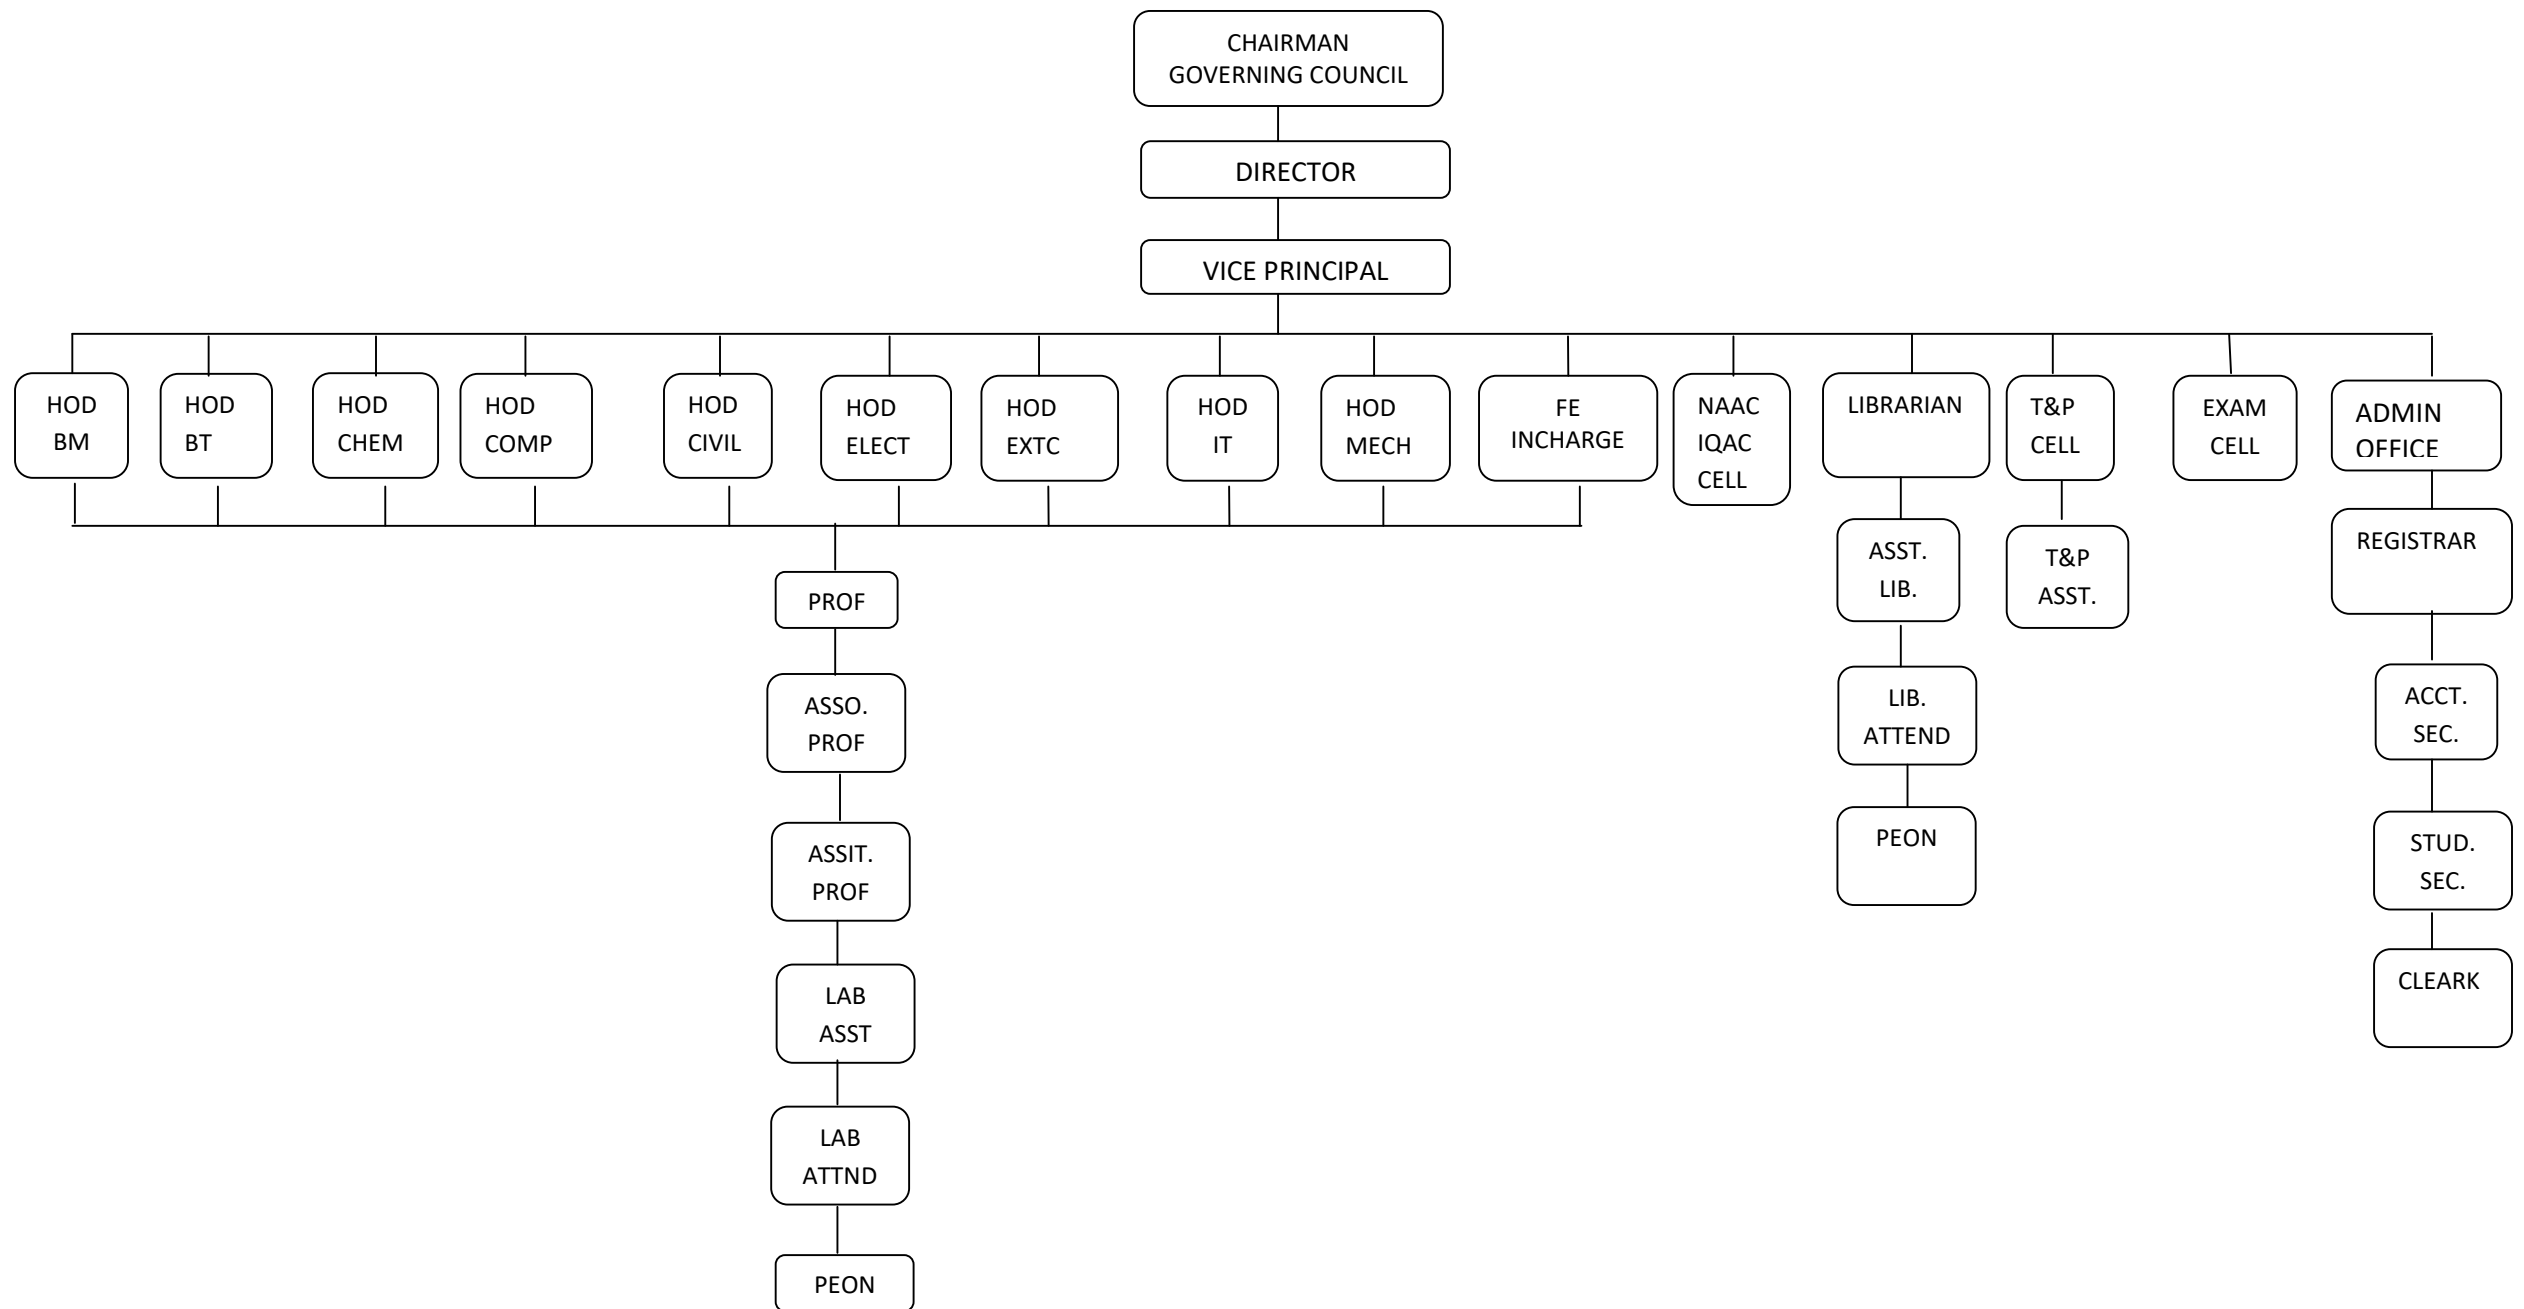 CHAIRMAN
GOVERNING COUNCIL
DIRECTOR
VICE PRINCIPAL
HOD
BM
HOD
BT
HOD
CHEM
HOD
COMP
HOD
CIVIL
HOD
ELECT
HOD
EXTC
HOD
IT
HOD
MECH
FE
INCHARGE
NAAC
IQAC
CELL
LIBRARIAN
T&P
CELL
EXAM
CELL
ADMIN
OFFICE
PROF
ASSO.
PROF
ASSIT.
PROF
LAB
ASST
LAB
ATTND
PEON
ASST.
LIB.
LIB.
ATTEND
PEON
T&P
ASST.
REGISTRAR
ACCT.
SEC.
STUD.
SEC.
CLEARK